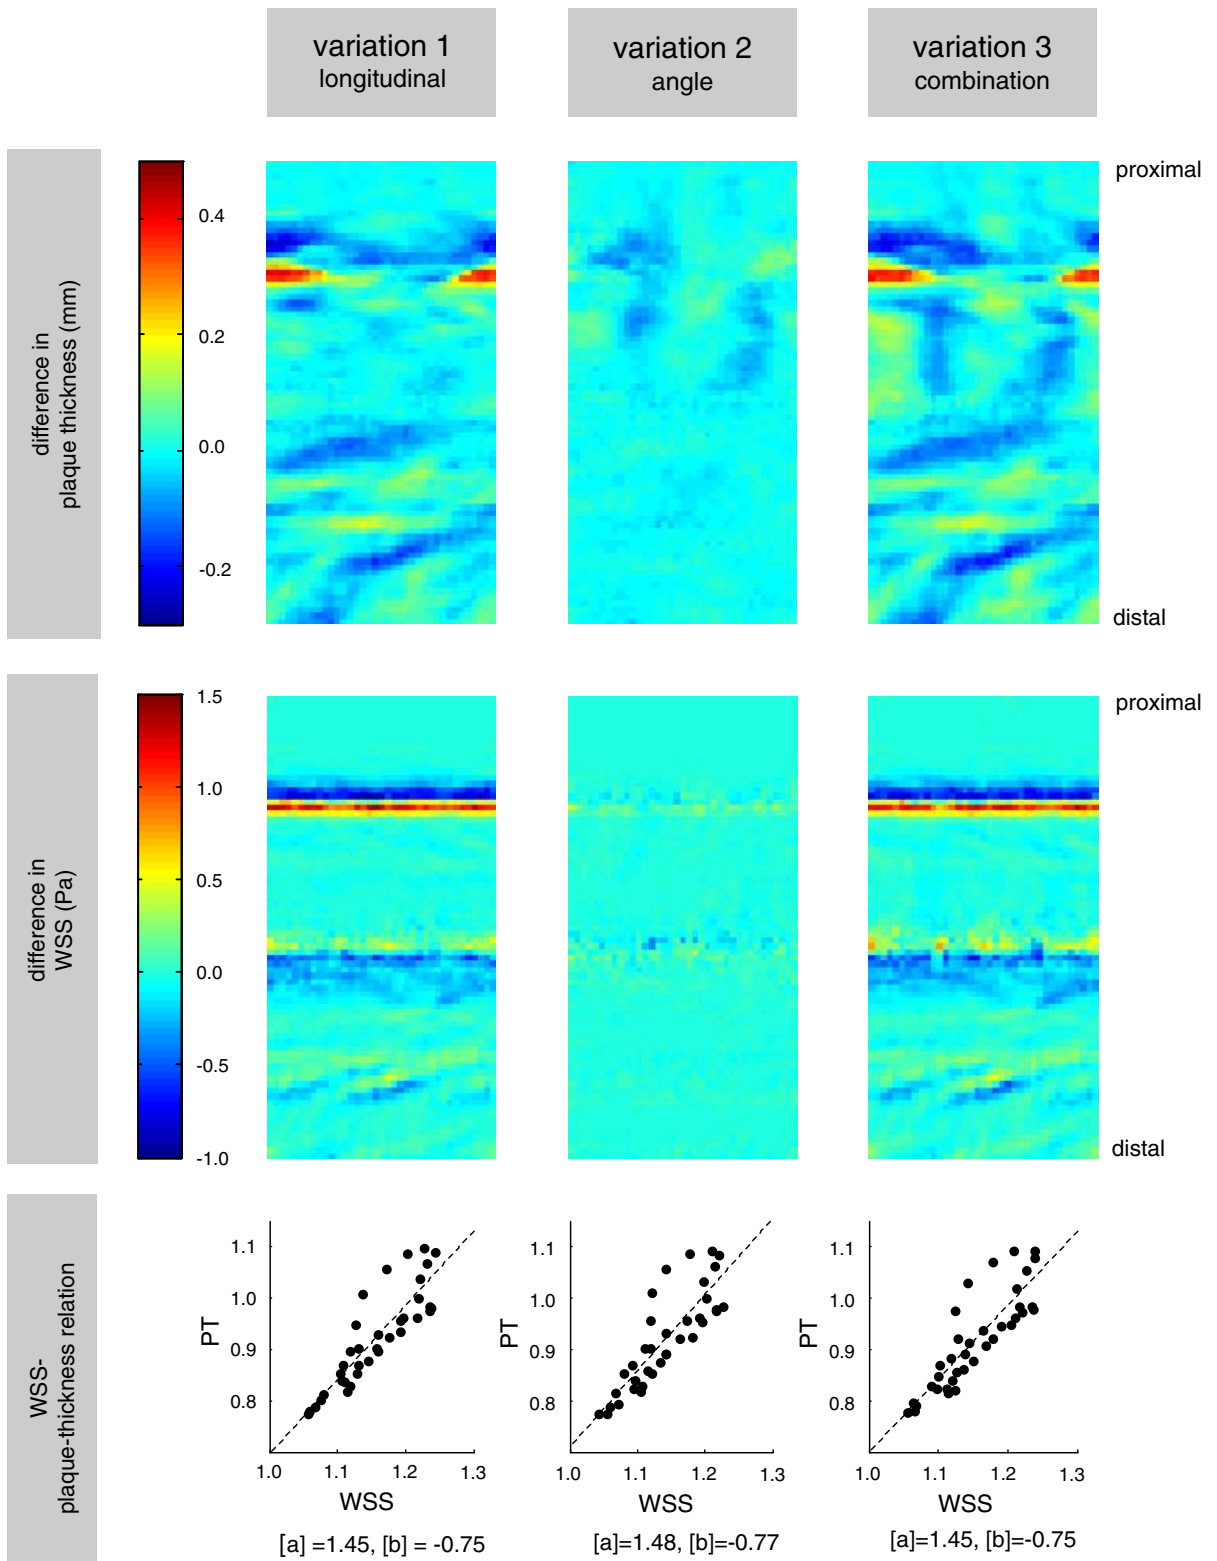 variation 1
longitudinal
variation 2
angle
variation 3
combination
difference in
plaque thickness (mm)
0.4
0.2
0.0
-0.2
proximal
distal
difference in
WSS (Pa)
1.5
1.0
0.5
0.0
-0.5
-1.0
proximal
distal
WSS-
plaque-thickness relation
PT
1.1
1.0
0.9
0.8
1.0 1.1 1.2 1.3
WSS
[a] =1.45, [b] = -0.75
PT
1.1
1.0
0.9
0.8
1.0 1.1 1.2 1.3
WSS
[a]=1.48, [b]=-0.77
PT
1.1
1.0
0.9
0.8
1.0 1.1 1.2 1.3
WSS
[a]=1.45, [b]=-0.75